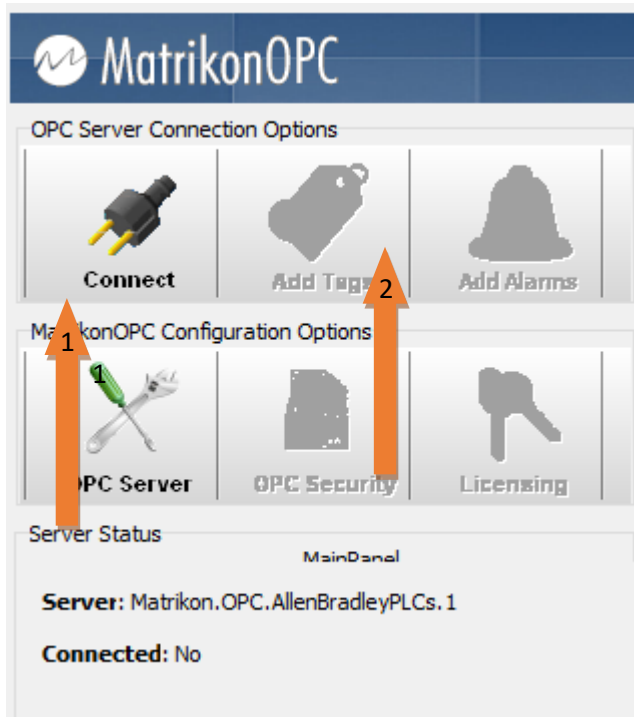 MatrikonOPC
OPC Server Connection Options
Connect
Add Tags
Add Alarms
2
MatrikonOPC Configuration Options
1
1
OPC Server
OPC Security
Licensing
Server Status
MainPanel
Server: Matrikon.OPC.AllenBradleyPLCs.1
Connected: No